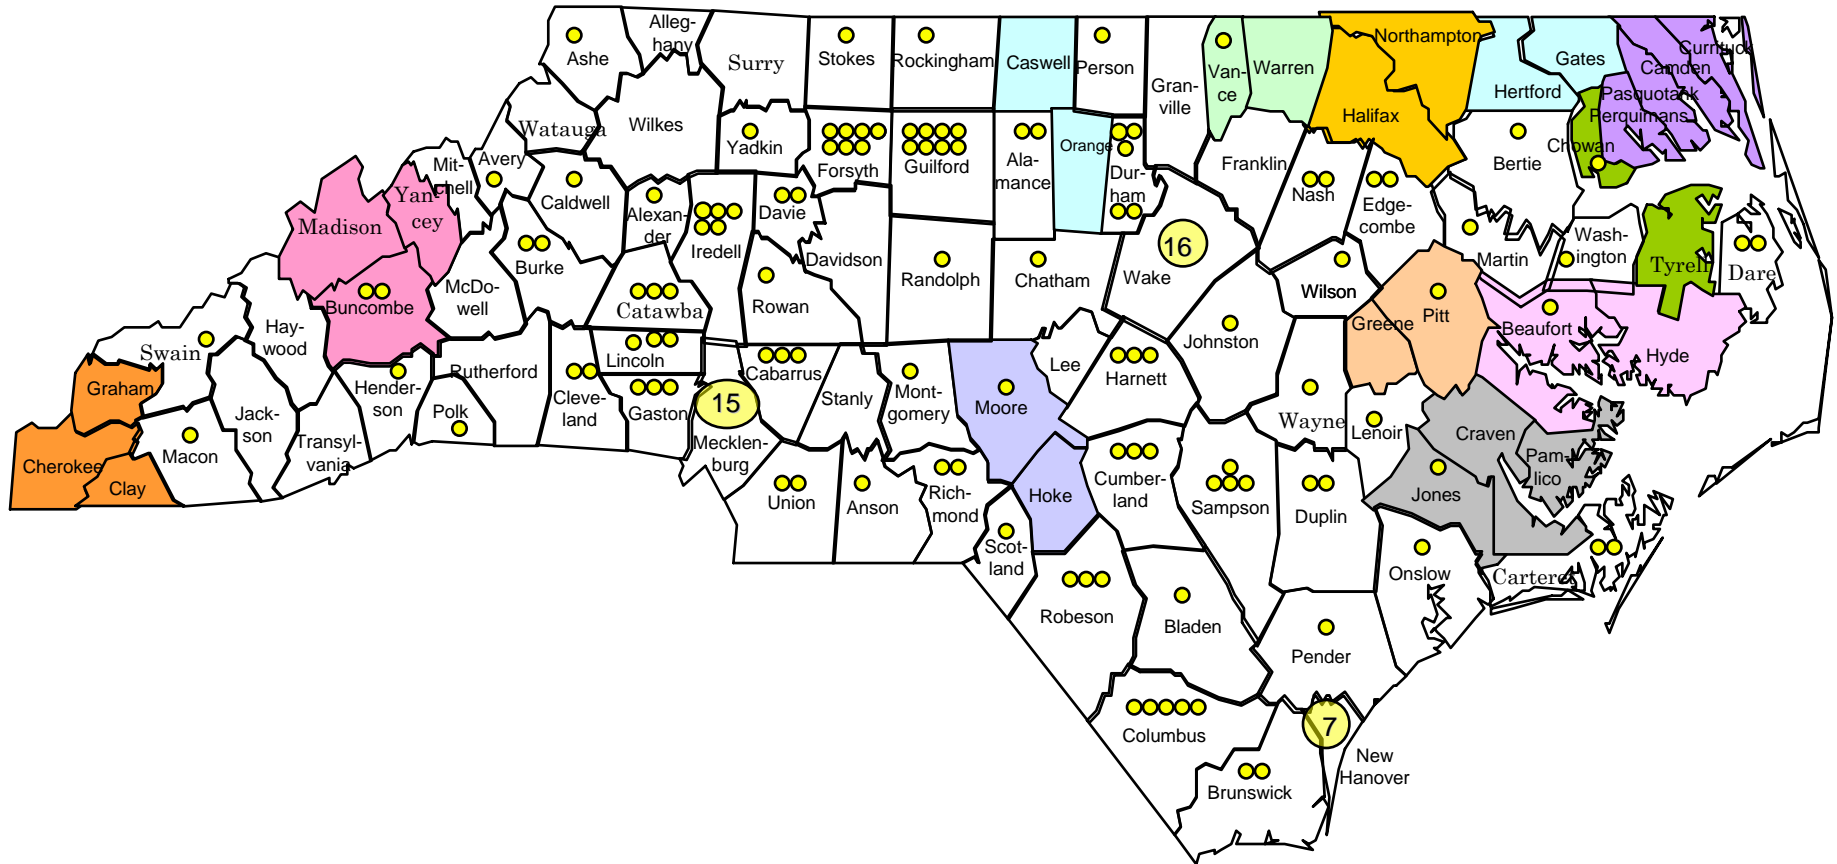 Ashe
Alleg-
hany
Surry
Stokes
Rockingham
Caswell
Person
Gran-
ville
Van-
ce
Warren
Northampton
Halifax
Hertford
Gates
Currituck
Camden
Pasquotank
Perquimans
Chowan
Bertie
Watauga
Wilkes
Yadkin
Forsyth
Guilford
Ala-
mance
Orange
Dur-
ham
Franklin
Nash
Edge-
combe
Martin
Wash-
ington
Tyrell
Dare
Mit-
chell
Avery
Caldwell
Alexan-
der
Iredell
Davie
Davidson
Randolph
Chatham
Wake
16
Wilson
Pitt
Greene
Beaufort
Hyde
Madison
Yan-
cey
Buncombe
McDo-
well
Burke
Catawba
Rowan
Johnston
Swain
Hay-
wood
Graham
Cherokee
Clay
Macon
Jack-
son
Transyl-
vania
Hender-
son
Polk
Rutherford
Cleve-
land
Lincoln
Gaston
15
Mecklen-
burg
Cabarrus
Stanly
Mont-
gomery
Moore
Lee
Harnett
Wayne
Lenoir
Craven
Pam-
lico
Jones
Carteret
Union
Anson
Rich-
mond
Scot-
land
Hoke
Cumber-
land
Sampson
Duplin
Onslow
Robeson
Bladen
Pender
Columbus
Brunswick
7
New
Hanover